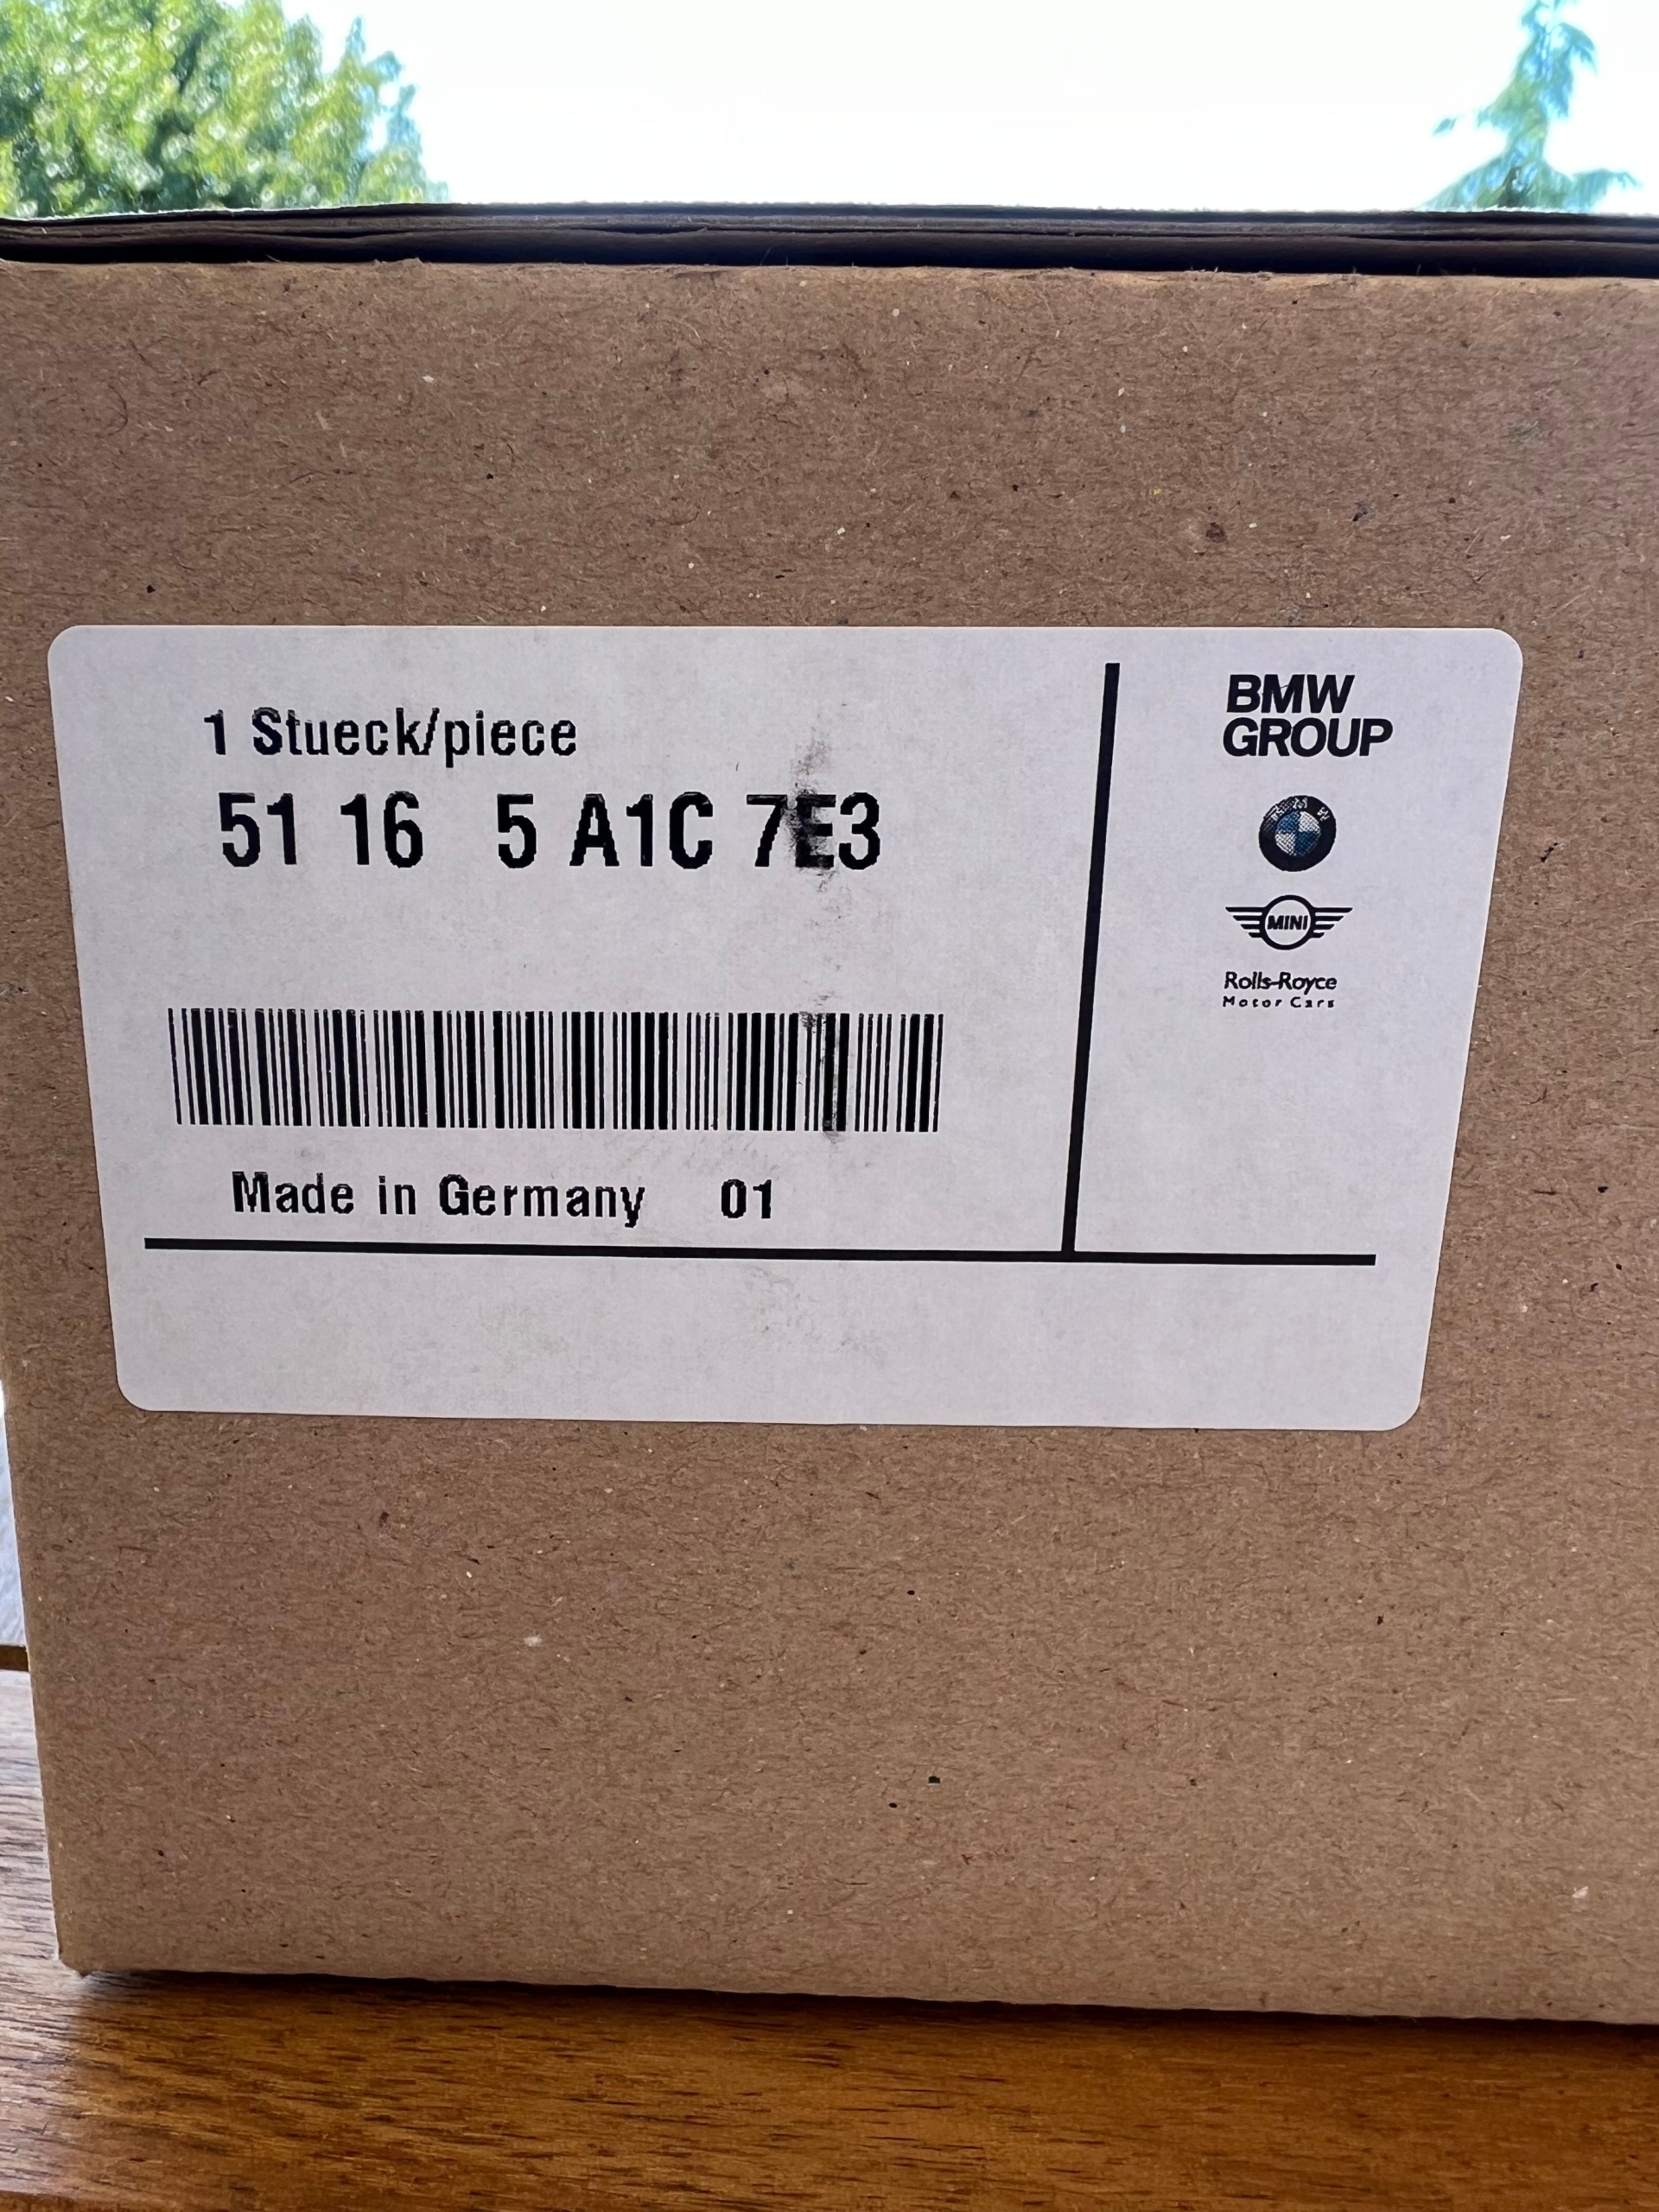 1 Stueck/piece
51 16 5 A1C 7E3
Made in Germany 01
BMW
GROUP
BMW
MINI
Rolls-Royce
Motor Cars